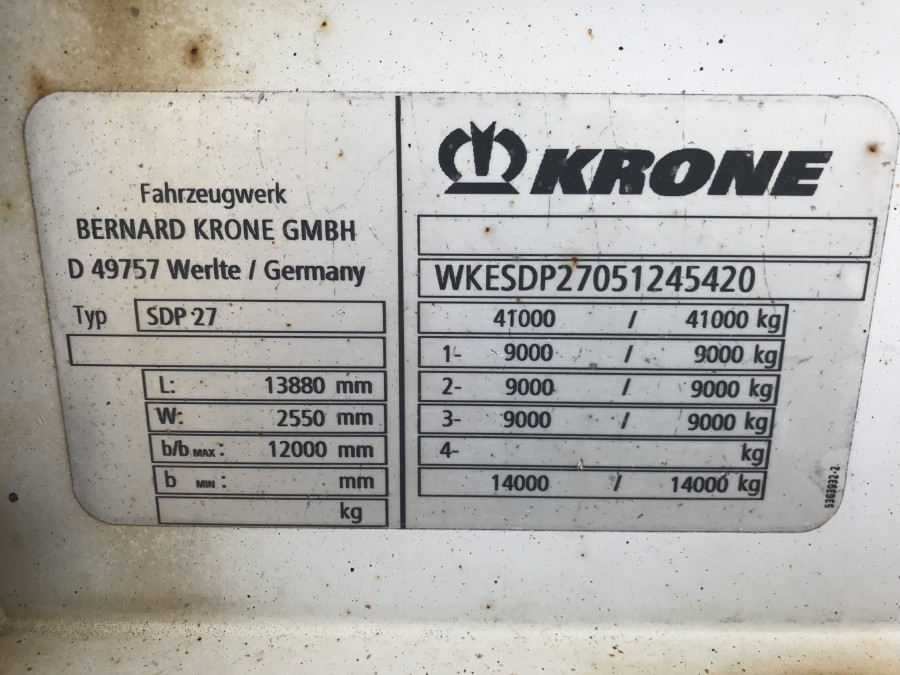 Fahrzeugwerk
BERNARD KRONE GMBH
D 49757 Werlte / Germany
Typ SDP 27
L: 13880 mm
W: 2550 mm
b/b MAX : 12000 mm
b MIN : mm
kg
KRONE
WKESDP27051245420
41000 / 41000 kg
1- 9000 / 9000 kg
2- 9000 / 9000 kg
3- 9000 / 9000 kg
4- kg
14000 / 14000 kg
5363932-2